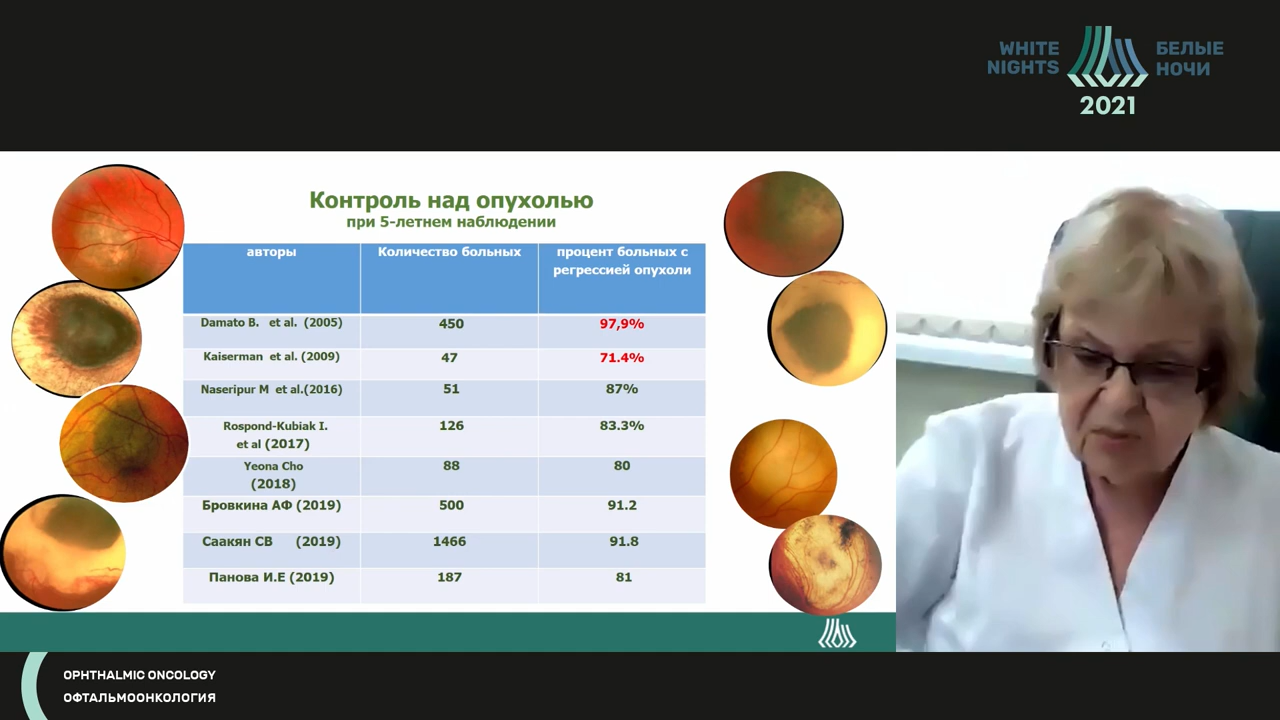 WHITE
NIGHTS
БЕЛЫЕ
НОЧИ
2021
Контроль над опухолью
при 5-летнем наблюдении
авторы Количество больных процент больных с
регрессией опухоли
Damato B. et al. (2005) 450 97,9%
Kaiserman et al. (2009) 47 71.4%
Naseripur M et al.(2016) 51 87%
Rospond-Kubiak I. 126 83.3%
et al (2017)
Yeona Cho 88 80
(2018)
Бровкина АФ (2019) 500 91.2
Саакян СВ (2019) 1466 91.8
Панова И.Е (2019) 187 81
OPHTHALMIC ONCOLOGY
ОФТАЛЬМООНКОЛОГИЯ